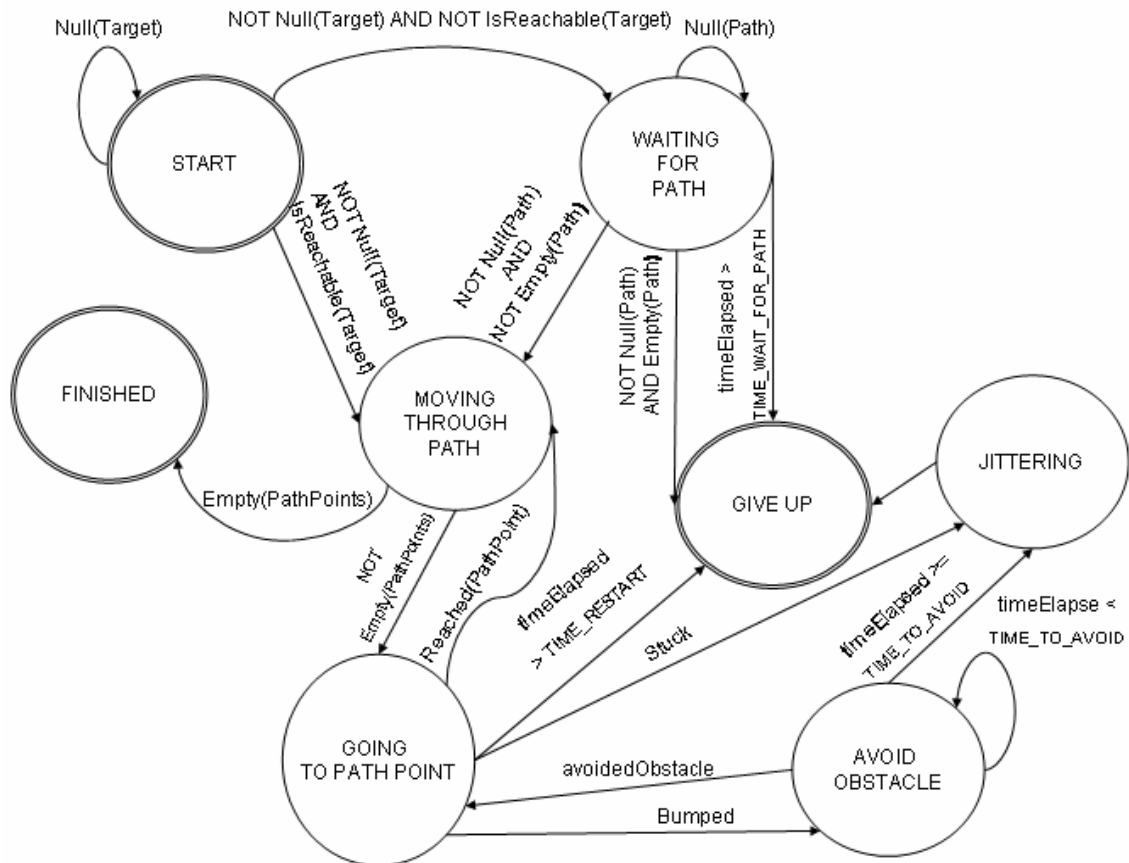 NOT Null(Target) AND NOT IsReachable(Target)
Null(Target)
Null(Path)
START
WAITING
FOR
PATH
NOT Null(Target)
AND
IsReachable(Target)
NOT Null(Path)
AND
NOT Empty(Path)
NOT Null(Path)
AND Empty(Path)
timeElapsed >
TIME_WAIT_FOR_PATH
FINISHED
MOVING
THROUGH
PATH
JITTERING
GIVE UP
Empty(PathPoints)
NOT
Empty(PathPoints)
Reached(PathPoint)
timeElapsed
> TIME_RESTART
Stuck
timeElapsed >=
TIME_TO_AVOID
timeElapse <
TIME_TO_AVOID
GOING
TO PATH POINT
AVOID
OBSTACLE
avoidedObstacle
Bumped